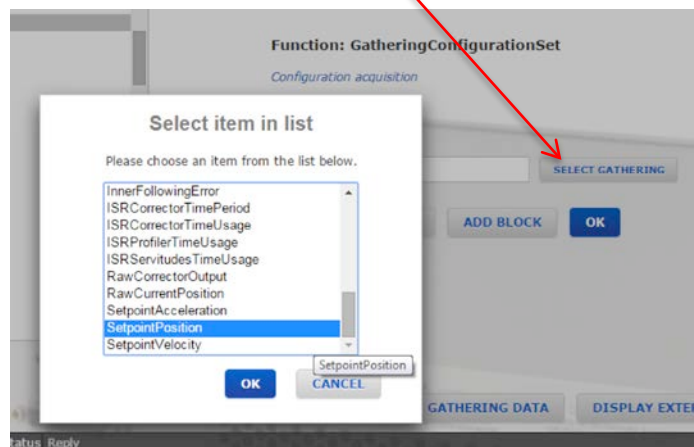 Function: GatheringConfigurationSet
Configuration acquisition
Select item in list
Please choose an item from the list below.
SELECT GATHERING
InnerFollowingError
ISRCorrectorTimePeriod
ISRCorrectorTimeUsage
ISRProfilerTimeUsage
ISRServitudesTimeUsage
RawCorrectorOutput
RawCurrentPosition
SetpointAcceleration
SetpointPosition
SetpointVelocity
ADD BLOCK OK
SetpointPosition
OK CANCEL
GATHERING DATA DISPLAY EXTE
tatus Reply